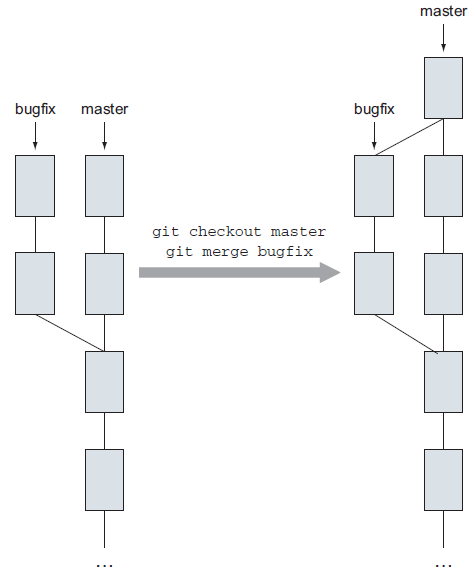 master
bugfix
master
bugfix
git checkout master
git merge bugfix
...
...